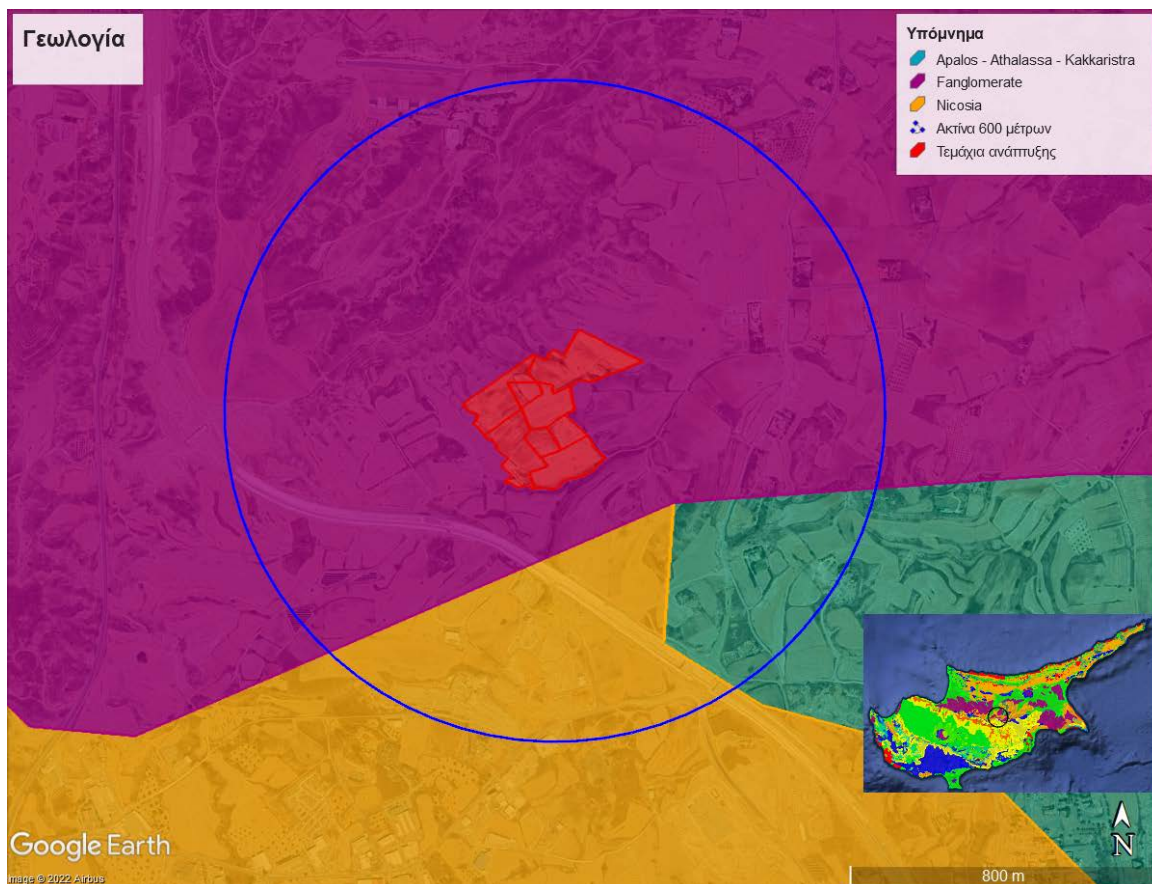 Γεωλογία
Υπόμνημα
Apalos - Athalassa - Kakkaristra
Fanglomerate
Nicosia
Ακτίνα 600 μέτρων
Τεμάχια ανάπτυξης
N
Google Earth
Image © 2022 Airbus
800 m